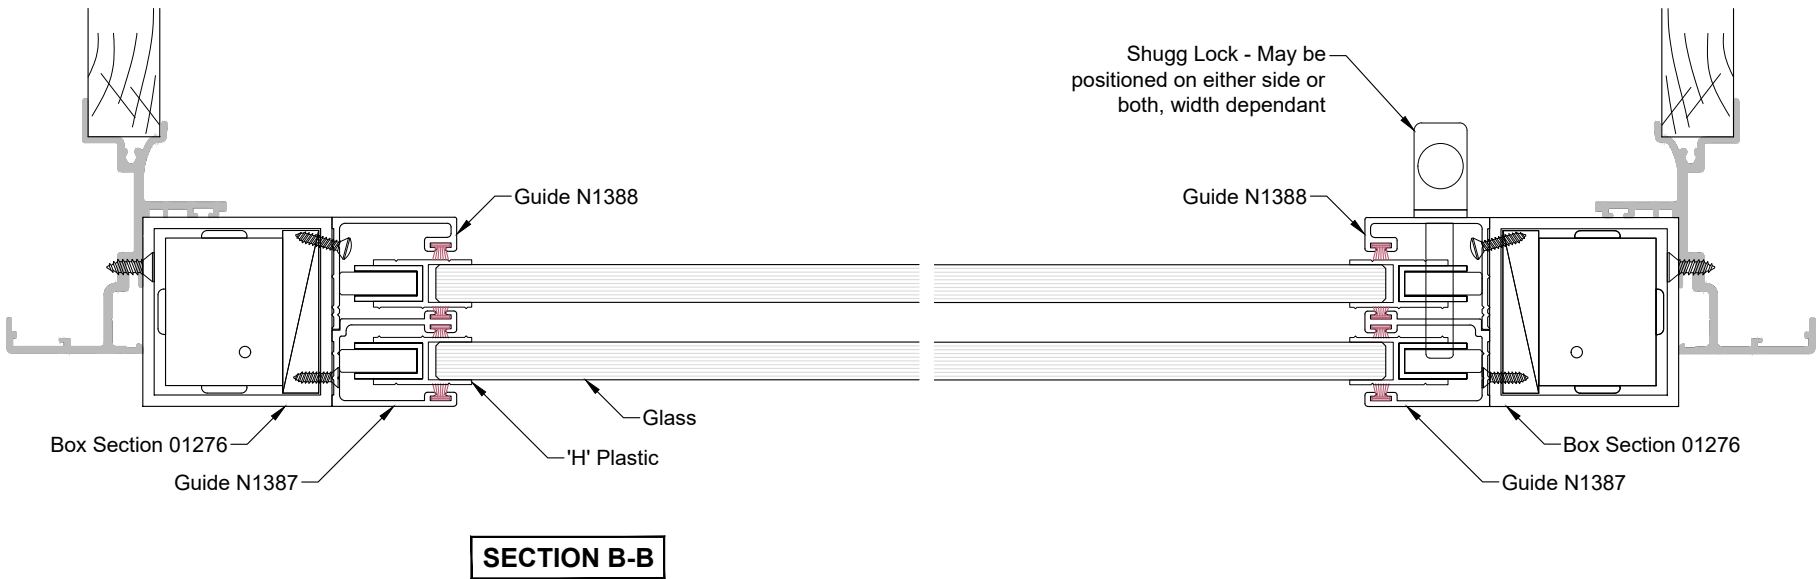 Shugg Lock - May be
positioned on either side or
both, width dependant
Guide N1388
Guide N1388
Glass
Box Section 01276
'H' Plastic
Guide N1387
Box Section 01276
Guide N1387
SECTION B-B